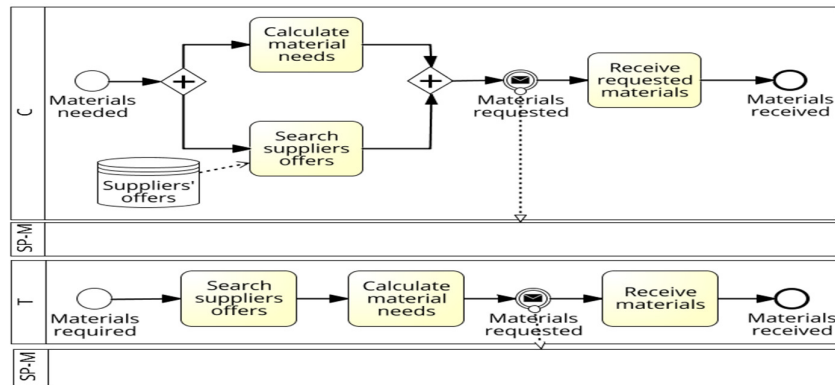 C
Materials
needed
Calculate
material
needs
Search
suppliers
offers
Suppliers'
offers
Materials
requested
Receive
requested
materials
Materials
received
SP-M
T
Materials
required
Search
suppliers
offers
Calculate
material
needs
Materials
requested
Receive
materials
Materials
received
SP-M